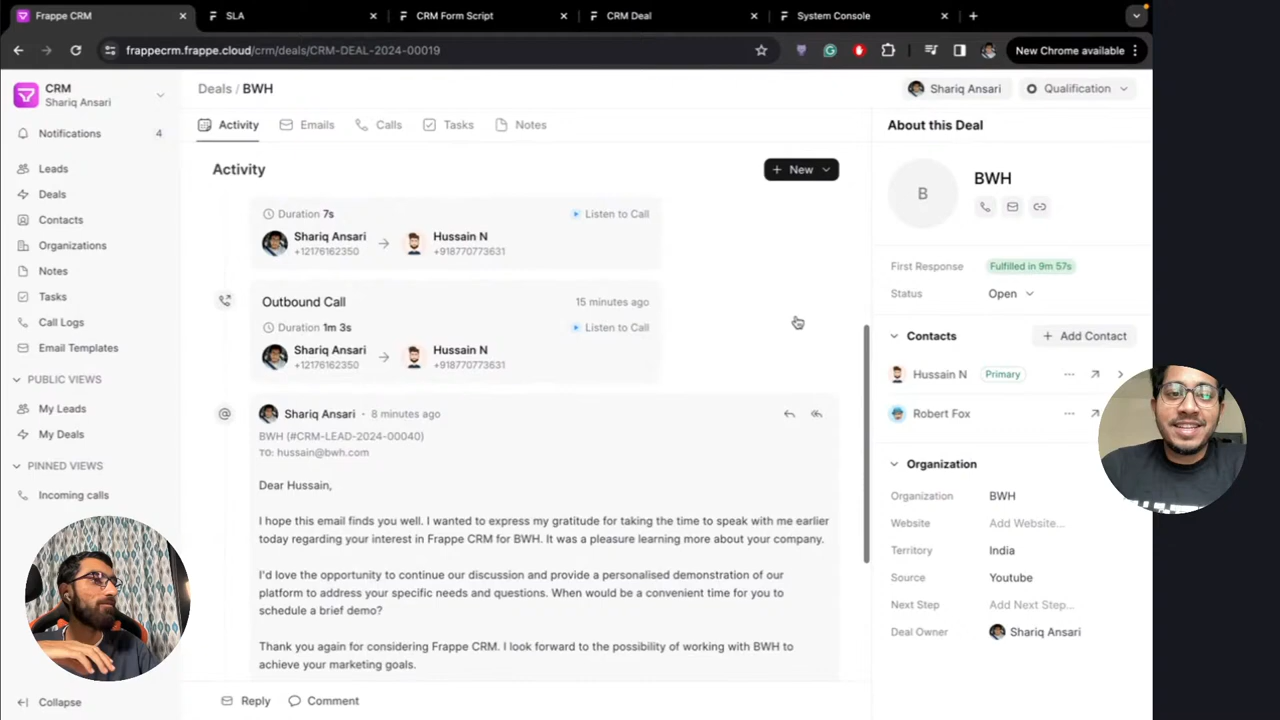 Frappe CRM
SLA
CRM Form Script
CRM Deal
System Console
frappecrm.frappe.cloud/crm/deals/CRM-DEAL-2024-00019
New Chrome available
CRM
Shariq Ansari
Notifications 4
Leads
Deals
Contacts
Organizations
Notes
Tasks
Call Logs
Email Templates
PUBLIC VIEWS
My Leads
My Deals
PINNED VIEWS
Incoming calls
Collapse
Deals / BWH
Shariq Ansari
Qualification
Activity
Emails
Calls
Tasks
Notes
Activity
New
Duration 7s
Listen to Call
Shariq Ansari
+12176162350
Hussain N
+918770773631
Outbound Call
15 minutes ago
Duration 1m 3s
Listen to Call
Shariq Ansari
+12176162350
Hussain N
+918770773631
Shariq Ansari · 8 minutes ago
BWH (#CRM-LEAD-2024-00040)
TO: hussain@bwh.com
Dear Hussain,
I hope this email finds you well. I wanted to express my gratitude for taking the time to speak with me earlier
today regarding your interest in Frappe CRM for BWH. It was a pleasure learning more about your company.
I'd love the opportunity to continue our discussion and provide a personalised demonstration of our
platform to address your specific needs and questions. When would be a convenient time for you to
schedule a brief demo?
Thank you again for considering Frappe CRM. I look forward to the possibility of working with BWH to
achieve your marketing goals.
Reply
Comment
About this Deal
B
BWH
First Response Fulfilled in 9m 57s
Status Open
Contacts
Add Contact
Hussain N Primary
Robert Fox
Organization
Organization BWH
Website Add Website...
Territory India
Source Youtube
Next Step Add Next Step...
Deal Owner Shariq Ansari